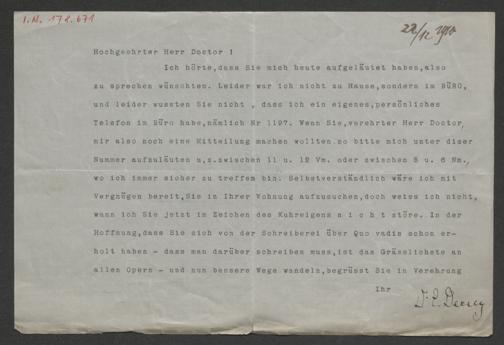 I.N. 172.671
22/12 1910
Hochgeehrter Herr Doctor !
Ich hörte,dass Sie mich heute aufgeläutet haben,also
zu sprechen wünschten. Leider war ich nicht zu Hause,sondern im BÜRO,
und leider wussten Sie nicht , dass ich ein eigenes,persönliches
Telefon im Büro habe,nämlich Nr 1197. Wenn Sie,verehrter Herr Doctor,
mir also noch eine Mitteilung machen wollten,so bitte mich unter dieser
Nummer aufzuläuten u,z.zwischen 11 u. 12 Vm. oder zwischen 5 u. 6 Nm.,
wo ich immer sicher zu treffen bin. Selbstverständlich wäre ich mit
Vergnügen bereit,Sie in Ihrer Wohnung aufzusuchen,doch weiss ich nicht,
wann ich Sie jetzt im Zeichen des Kuhreigens n i c h t störe. In der
Hoffnung,dass Sie sich von der Schreiberei über Quo vadis schon er-
holt haben - dass man darüber schreiben muss,ist das Grässlichste an
allen Opern - und nun bessere Wege wandeln,begrüsst Sie in Verehrung
Ihr
Dr. E. Decsey